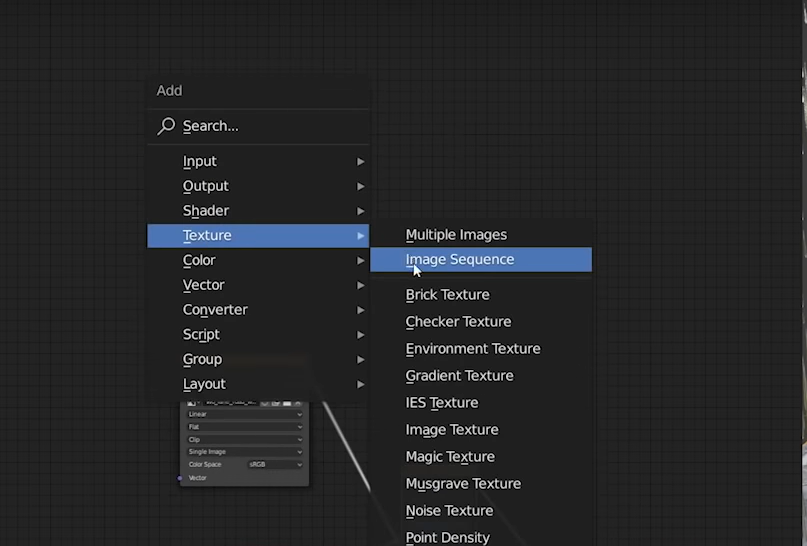 Add
Search...
Input
Output
Shader
Texture
Color
Vector
Converter
Script
Group
Layout
Multiple Images
Image Sequence
Brick Texture
Checker Texture
Environment Texture
Gradient Texture
IES Texture
Image Texture
Magic Texture
Musgrave Texture
Noise Texture
Point Density
Linear
Flat
Clip
Single Image
Color Space sRGB
Vector